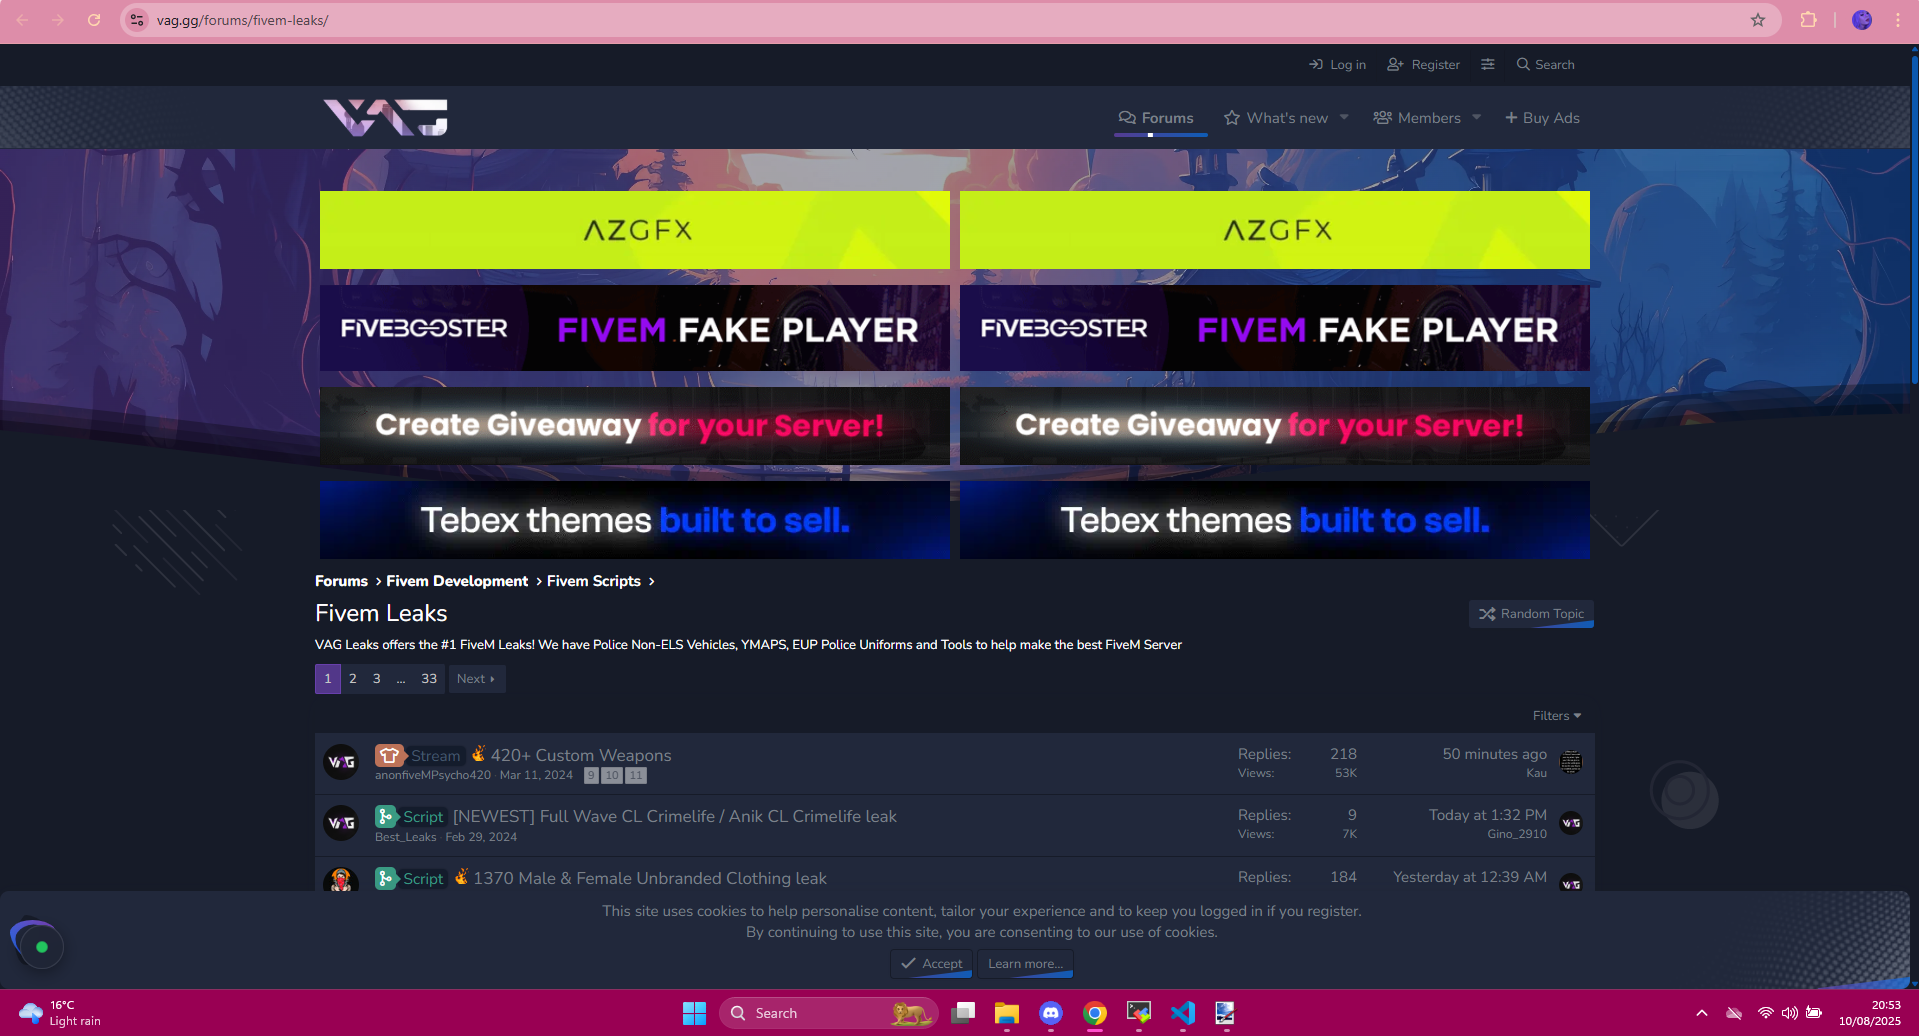 vag.gg/forums/fivem-leaks/
Log in
Register
Search
VAG
Forums
What's new
Members
Buy Ads
AZGFX
AZGFX
FIVEBOOSTER FIVEM FAKE PLAYER
FIVEBOOSTER FIVEM FAKE PLAYER
Create Giveaway for your Server!
Create Giveaway for your Server!
Tebex themes built to sell.
Tebex themes built to sell.
Forums > Fivem Development > Fivem Scripts >
Fivem Leaks
Random Topic
VAG Leaks offers the #1 FiveM Leaks! We have Police Non-ELS Vehicles, YMAPS, EUP Police Uniforms and Tools to help make the best FiveM Server
1 2 3 ... 33 Next
Filters
VAG
Stream 420+ Custom Weapons
Replies: 218
50 minutes ago
anonfiveMPsycho420 · Mar 11, 2024 9 10 11
Views: 53K
Kau
VAG
Script [NEWEST] Full Wave CL Crimelife / Anik CL Crimelife leak
Replies: 9
Today at 1:32 PM
VAG
Best_Leaks · Feb 29, 2024
Views: 7K
Gino_2910
Script 1370 Male & Female Unbranded Clothing leak
Replies: 184
Yesterday at 12:39 AM
VAG
This site uses cookies to help personalise content, tailor your experience and to keep you logged in if you register.
By continuing to use this site, you are consenting to our use of cookies.
Accept
Learn more...
16°C
Light rain
Search
20:53
10/08/2025